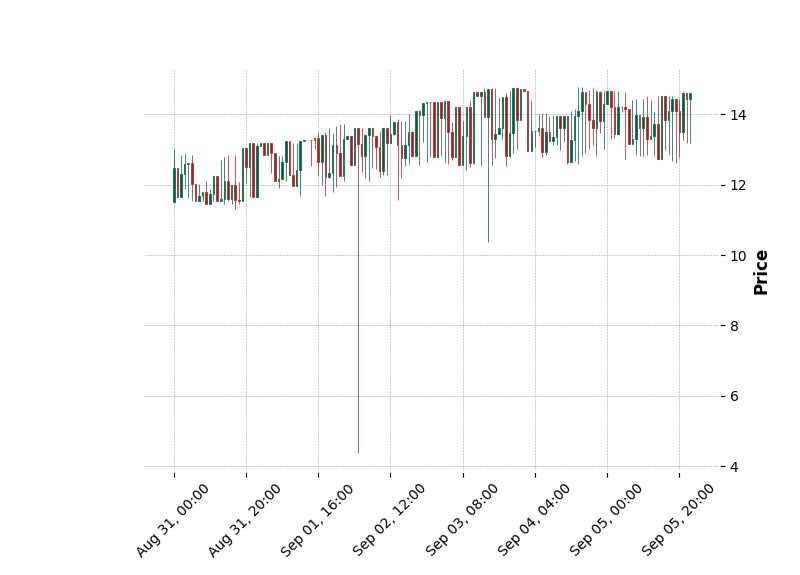 14
12
10
8
6
4
Price
Aug 31, 00:00
Aug 31, 20:00
Sep 01, 16:00
Sep 02, 12:00
Sep 03, 08:00
Sep 04, 04:00
Sep 05, 00:00
Sep 05, 20:00